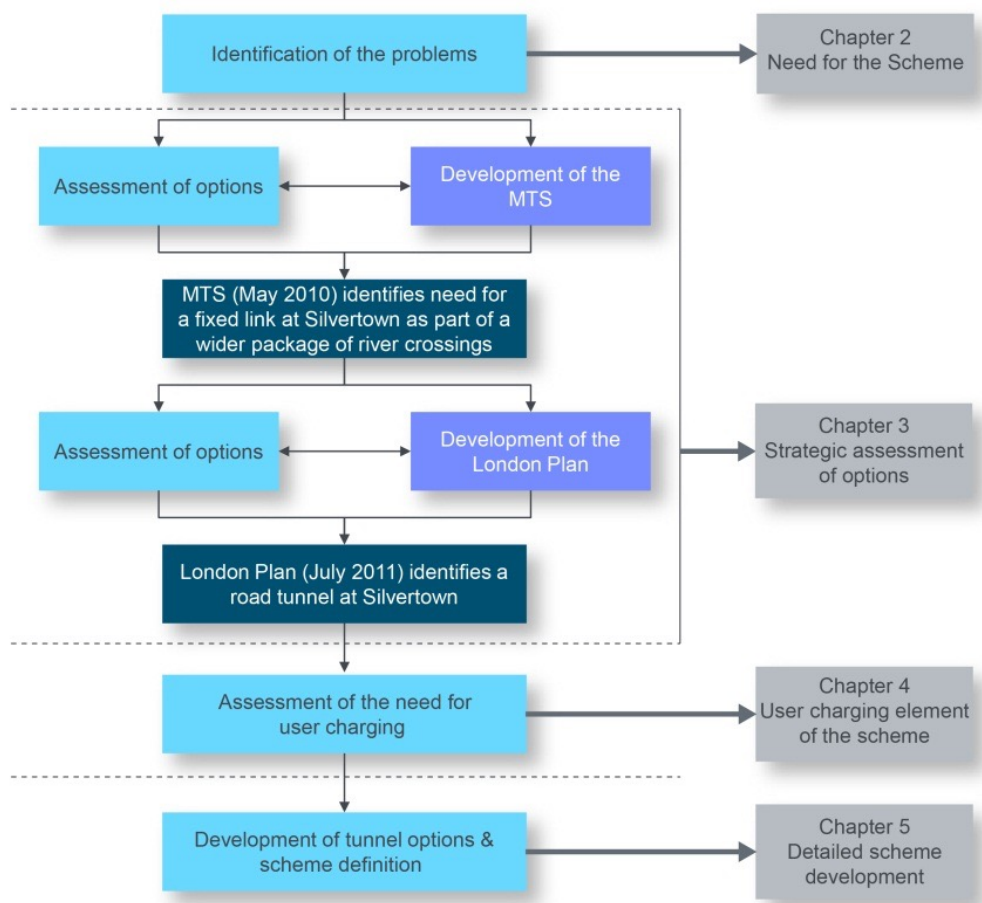 Identification of the problems
Chapter 2
Need for the Scheme
Assessment of options
Development of the
MTS
MTS (May 2010) identifies need for
a fixed link at Silvertown as part of a
wider package of river crossings
Assessment of options
Development of the
London Plan
Chapter 3
Strategic assessment
of options
London Plan (July 2011) identifies a
road tunnel at Silvertown
Assessment of the need for
user charging
Chapter 4
User charging element
of the scheme
Development of tunnel options &
scheme definition
Chapter 5
Detailed scheme
development